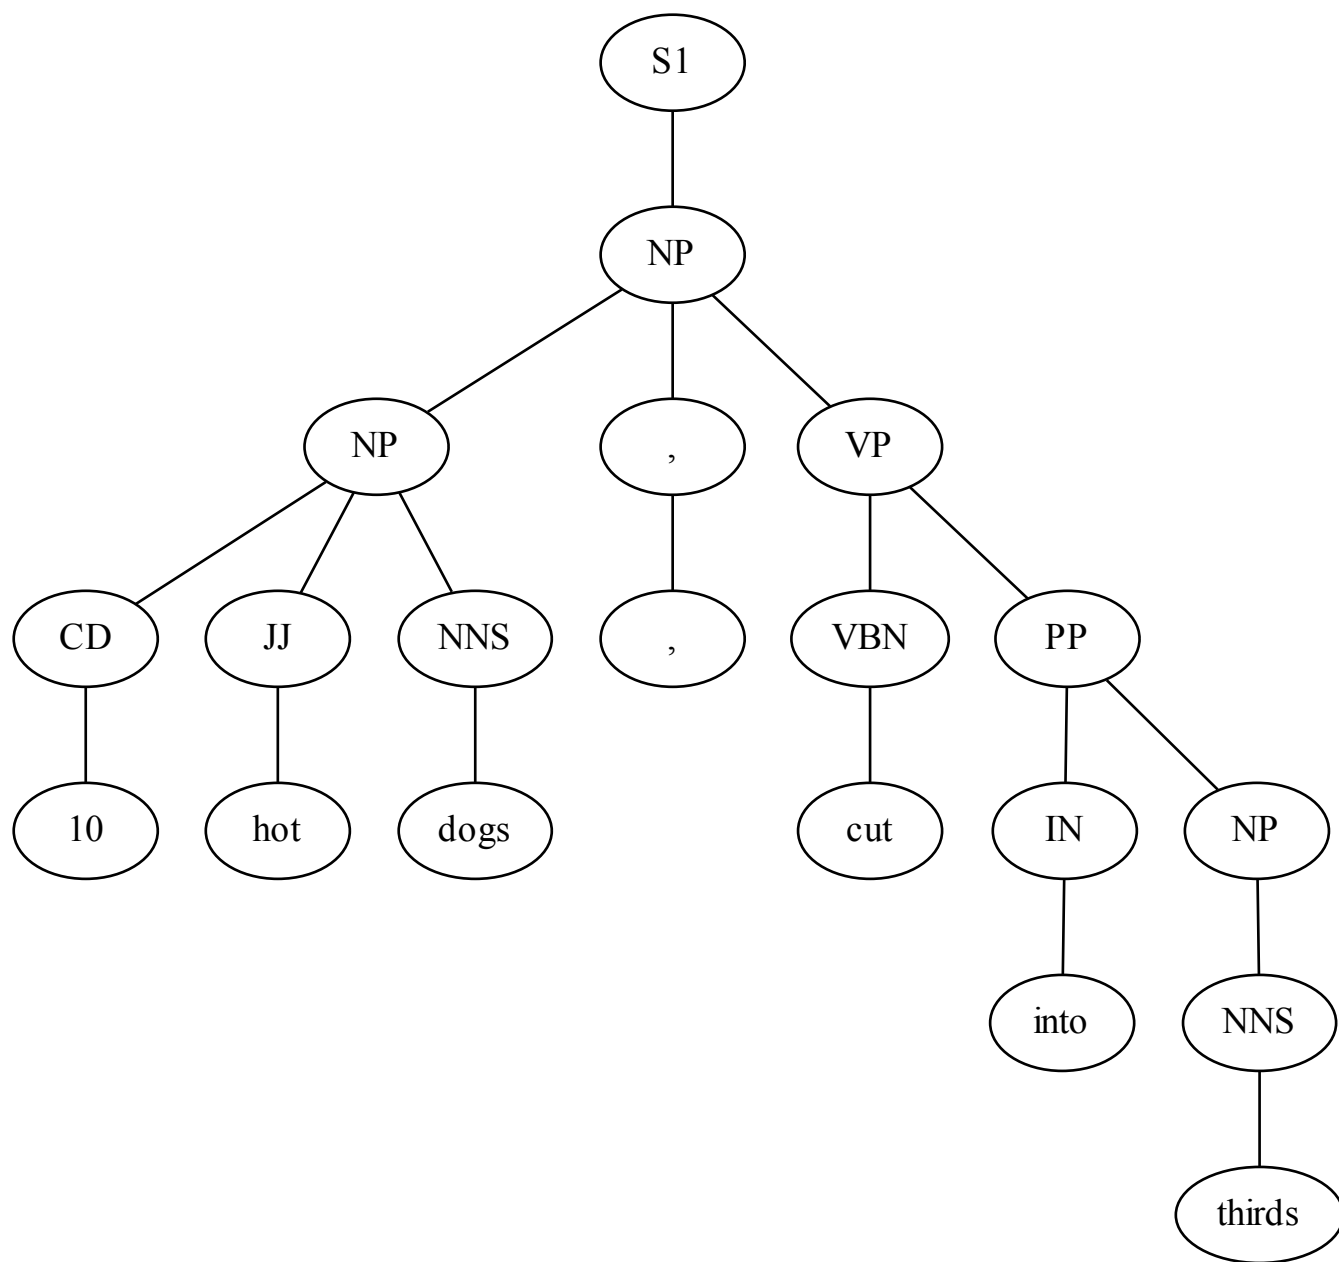 S1
NP
NP , VP
CD JJ NNS , VBN PP
10 hot dogs cut IN NP
into NNS
thirds